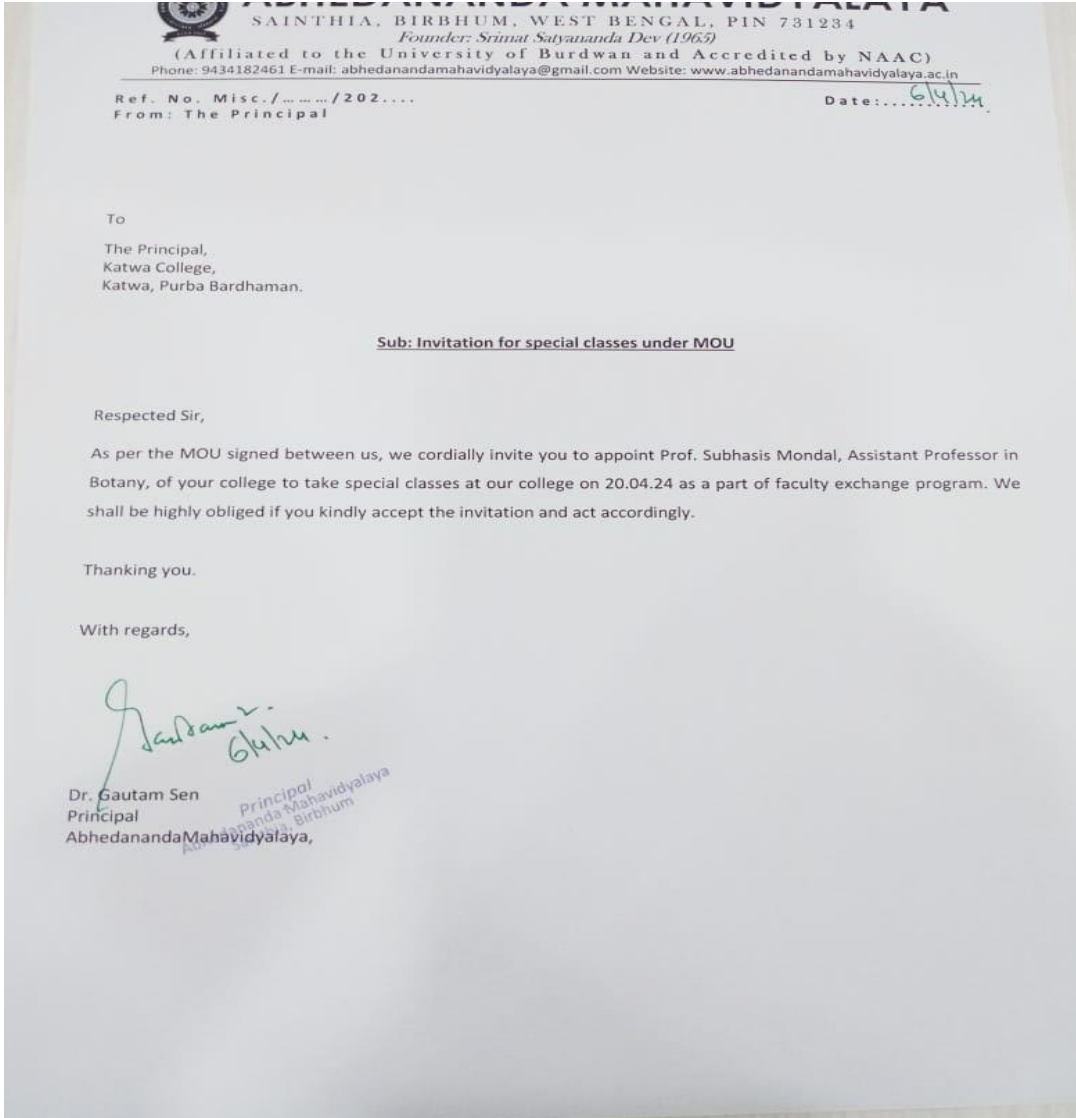 ABHEDANANDA MAHAVIDYALAYA
SAINTHIA, BIRBHUM, WEST BENGAL, PIN 731234
Founder: Srimat Satyananda Dev (1965)
(Affiliated to the University of Burdwan and Accredited by NAAC)
Phone: 9434182461 E-mail: abhedanandamahavidyalaya@gmail.com Website: www.abhedanandamahavidyalaya.ac.in
Ref. No. Misc./... ... .../202.... Date:....6/4/24
From: The Principal
To
The Principal,
Katwa College,
Katwa, Purba Bardhaman.
Sub: Invitation for special classes under MOU
Respected Sir,
As per the MOU signed between us, we cordially invite you to appoint Prof. Subhasis Mondal, Assistant Professor in
Botany, of your college to take special classes at our college on 20.04.24 as a part of faculty exchange program. We
shall be highly obliged if you kindly accept the invitation and act accordingly.
Thanking you.
With regards,
6/4/24.
Dr. Gautam Sen
Principal
AbhedanandaMahavidyalaya,
Principal
Abhedananda Mahavidyalaya
Sainthia, Birbhum